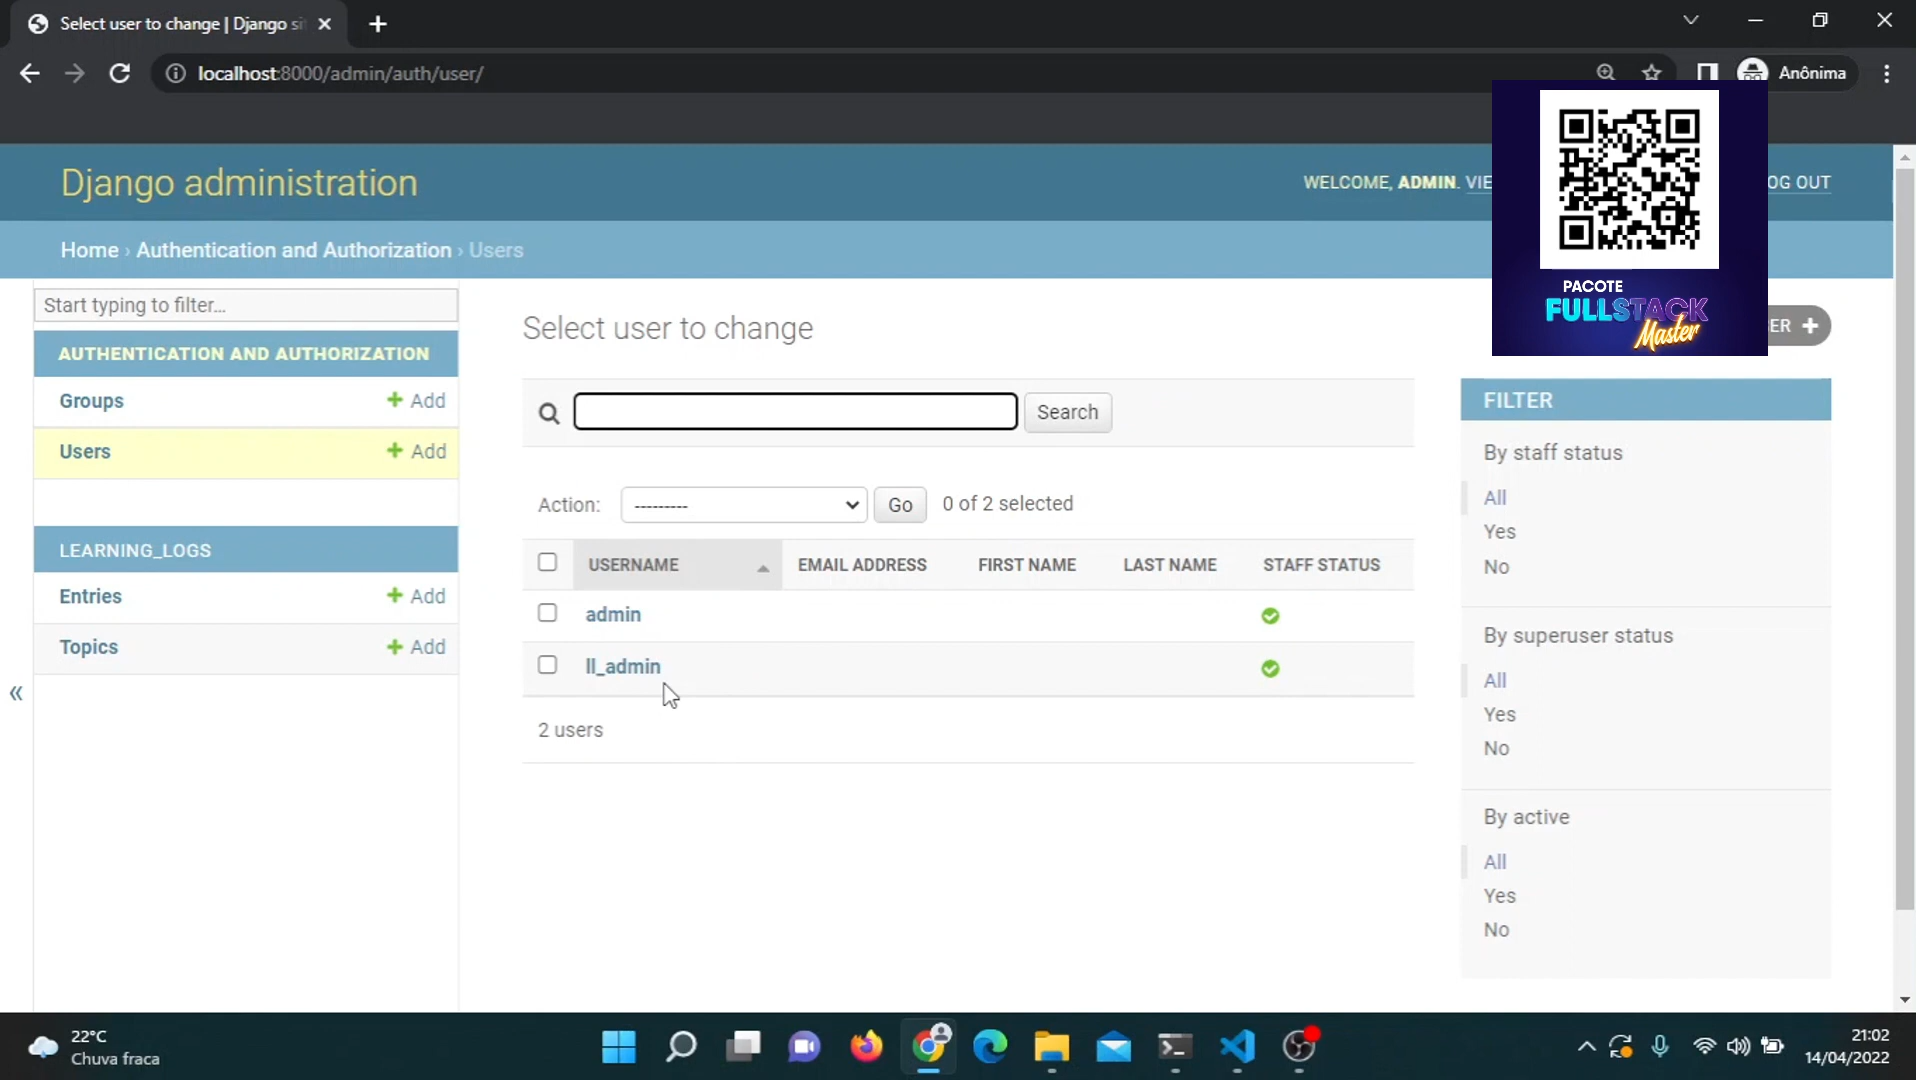 Select user to change | Django si
localhost:8000/admin/auth/user/
Anônima
Django administration
WELCOME, ADMIN. VIE
OG OUT
Home › Authentication and Authorization › Users
PACOTE
FULLSTACK
Master
Start typing to filter...
AUTHENTICATION AND AUTHORIZATION
Groups
+ Add
Users
+ Add
LEARNING_LOGS
Entries
+ Add
Topics
+ Add
«
Select user to change
ER +
Search
Action:
---------
Go
0 of 2 selected
USERNAME
EMAIL ADDRESS
FIRST NAME
LAST NAME
STAFF STATUS
admin
ll_admin
2 users
FILTER
By staff status
All
Yes
No
By superuser status
All
Yes
No
By active
All
Yes
No
22°C
Chuva fraca
21:02
14/04/2022